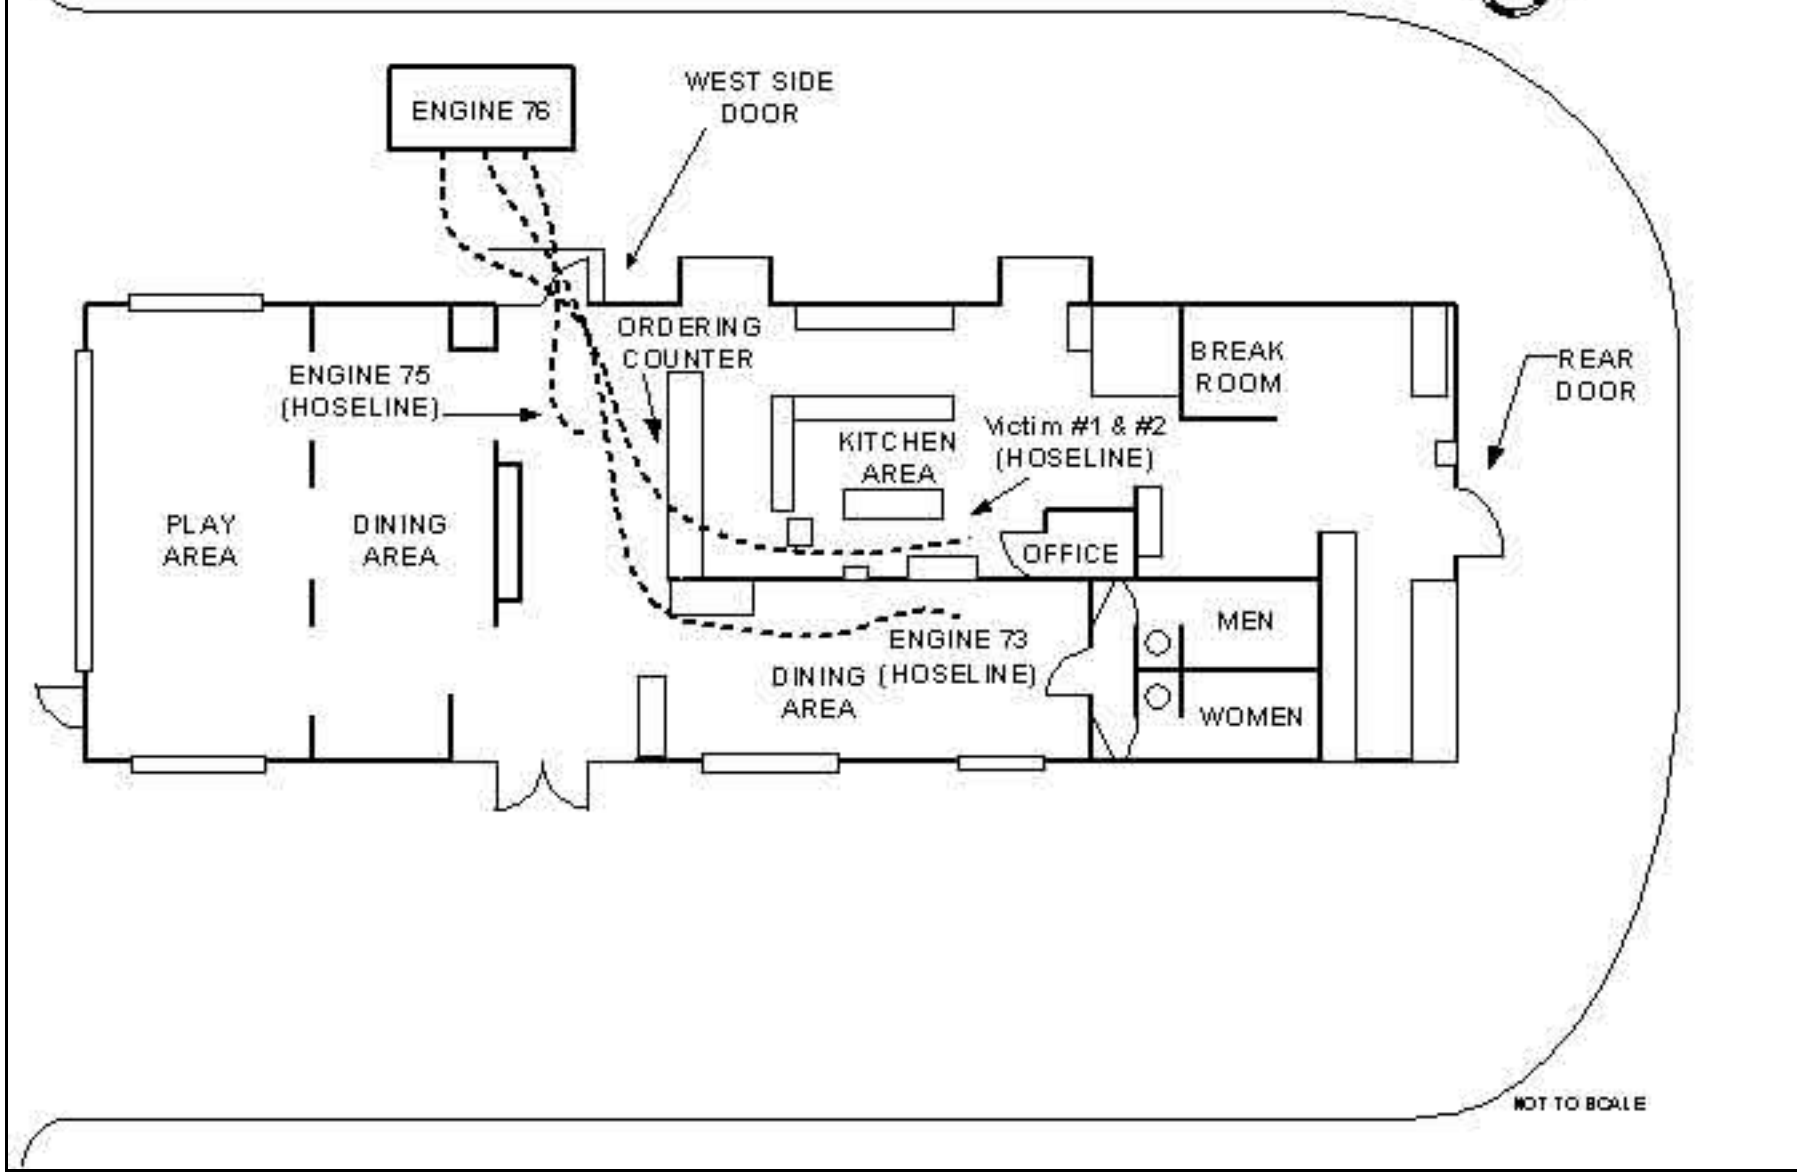 ENGINE 76
WEST SIDE
DOOR
ORDERING
COUNTER
ENGINE 75
(HOSELINE)
BREAK
ROOM
REAR
DOOR
Victim #1 & #2
(HOSELINE)
KITCHEN
AREA
PLAY
AREA
DINING
AREA
OFFICE
MEN
ENGINE 73
(HOSELINE)
DINING
AREA
WOMEN
NOT TO SCALE